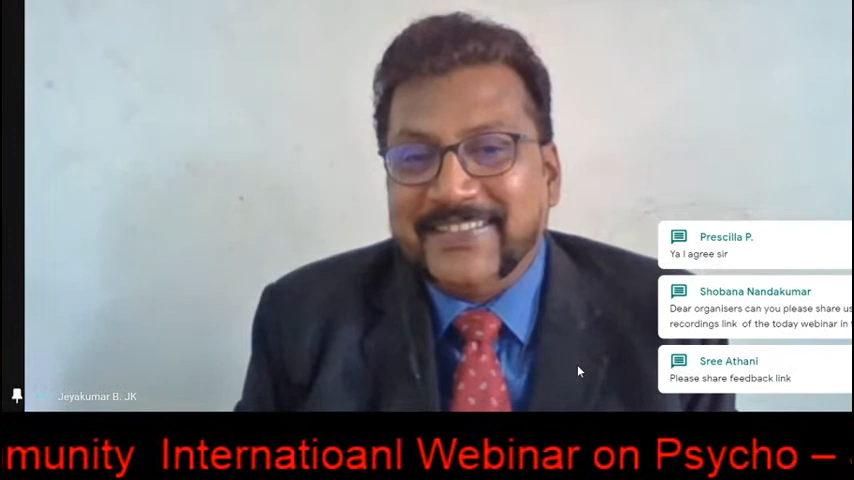 Prescilla P.
Ya I agree sir
Shobana Nandakumar
Dear organisers can you please share us
recordings link of the today webinar in
Sree Athani
Please share feedback link
Jeyakumar B. JK
munity Internatioanl Webinar on Psycho –